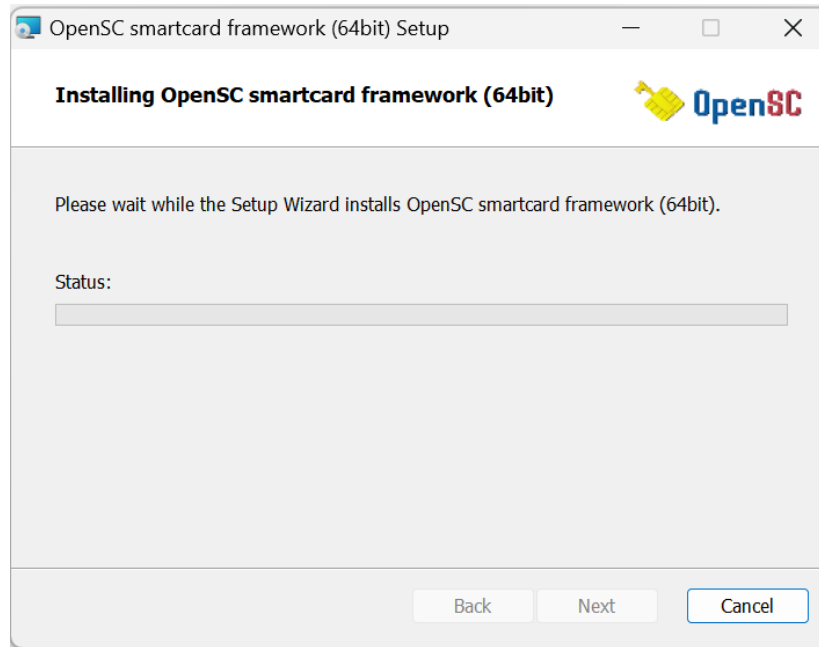 OpenSC smartcard framework (64bit) Setup
Installing OpenSC smartcard framework (64bit)
OpenSC
Please wait while the Setup Wizard installs OpenSC smartcard framework (64bit).
Status:
Back
Next
Cancel